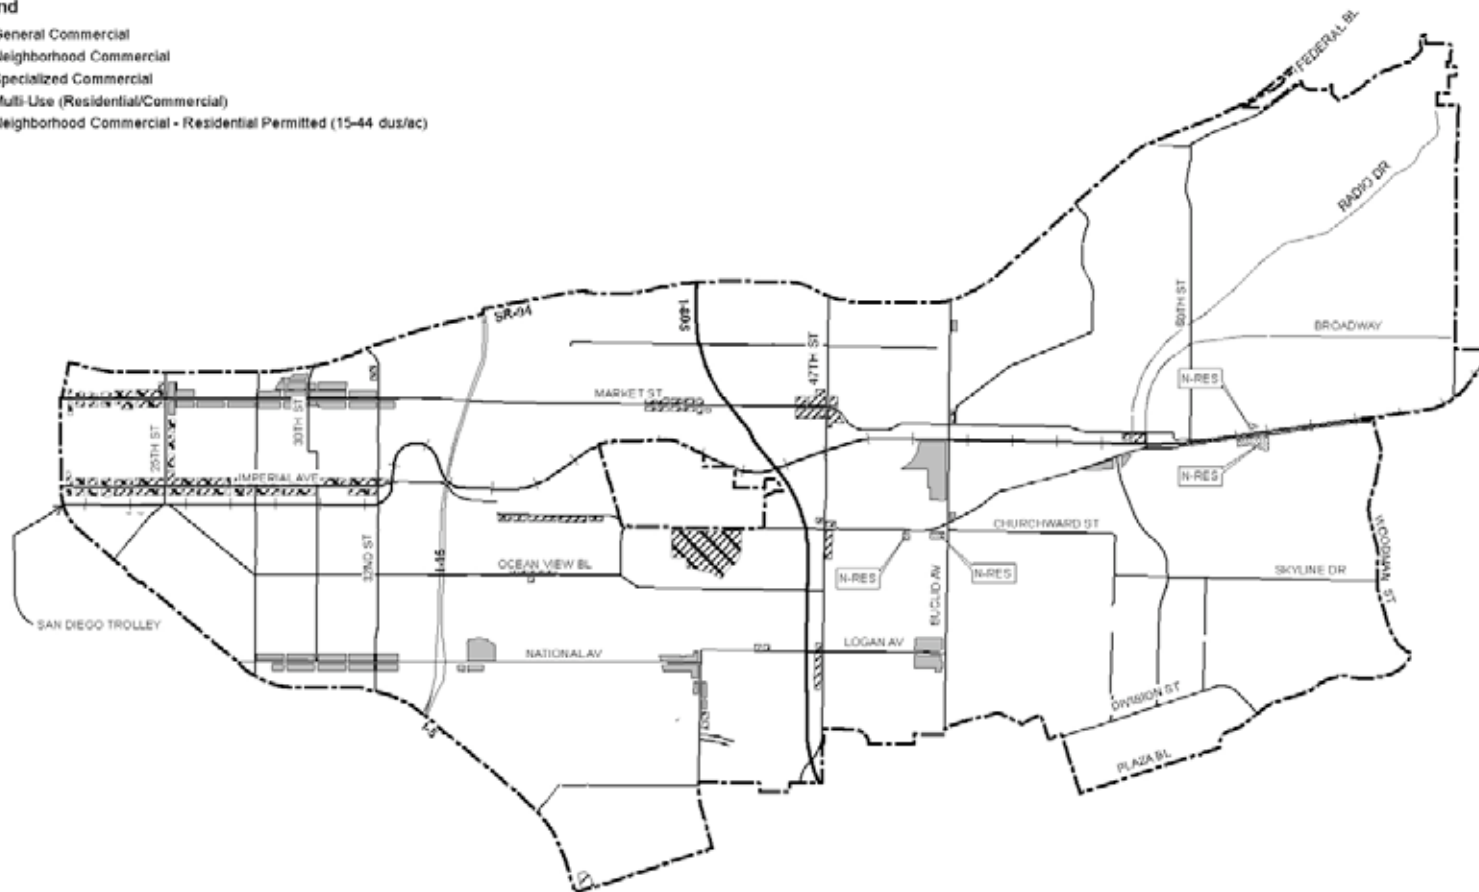 nd
General Commercial
Neighborhood Commercial
Specialized Commercial
Multi-Use (Residential/Commercial)
Neighborhood Commercial - Residential Permitted (15-44 dus/ac)
FEDERAL BL
RADIO DR
SR-94
I-805
60TH ST
BROADWAY
47TH ST
N-RES
MARKET ST
30TH ST
25TH ST
IMPERIAL AVE
N-RES
CHURCHWARD ST
32ND ST
I-15
OCEAN VIEW BL
N-RES
N-RES
EUCLID AV
SKYLINE DR
WOODMAN ST
SAN DIEGO TROLLEY
NATIONAL AV
LOGAN AV
DIVISION ST
I-5
PLAZA BL